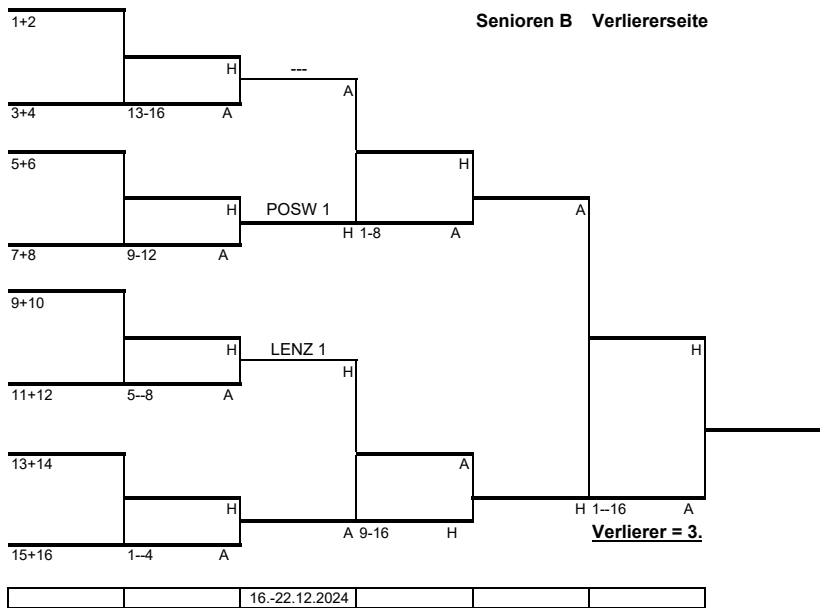 Senioren B Verliererseite
1+2
H
---
A
3+4
13-16
A
5+6
H
H
POSW 1
A
7+8
9-12
A
H
1-8
A
9+10
H
LENZ 1
H
H
11+12
5--8
A
13+14
A
H
15+16
1--4
A
A
9-16
H
H
1--16
A
Verlierer = 3.
16.-22.12.2024